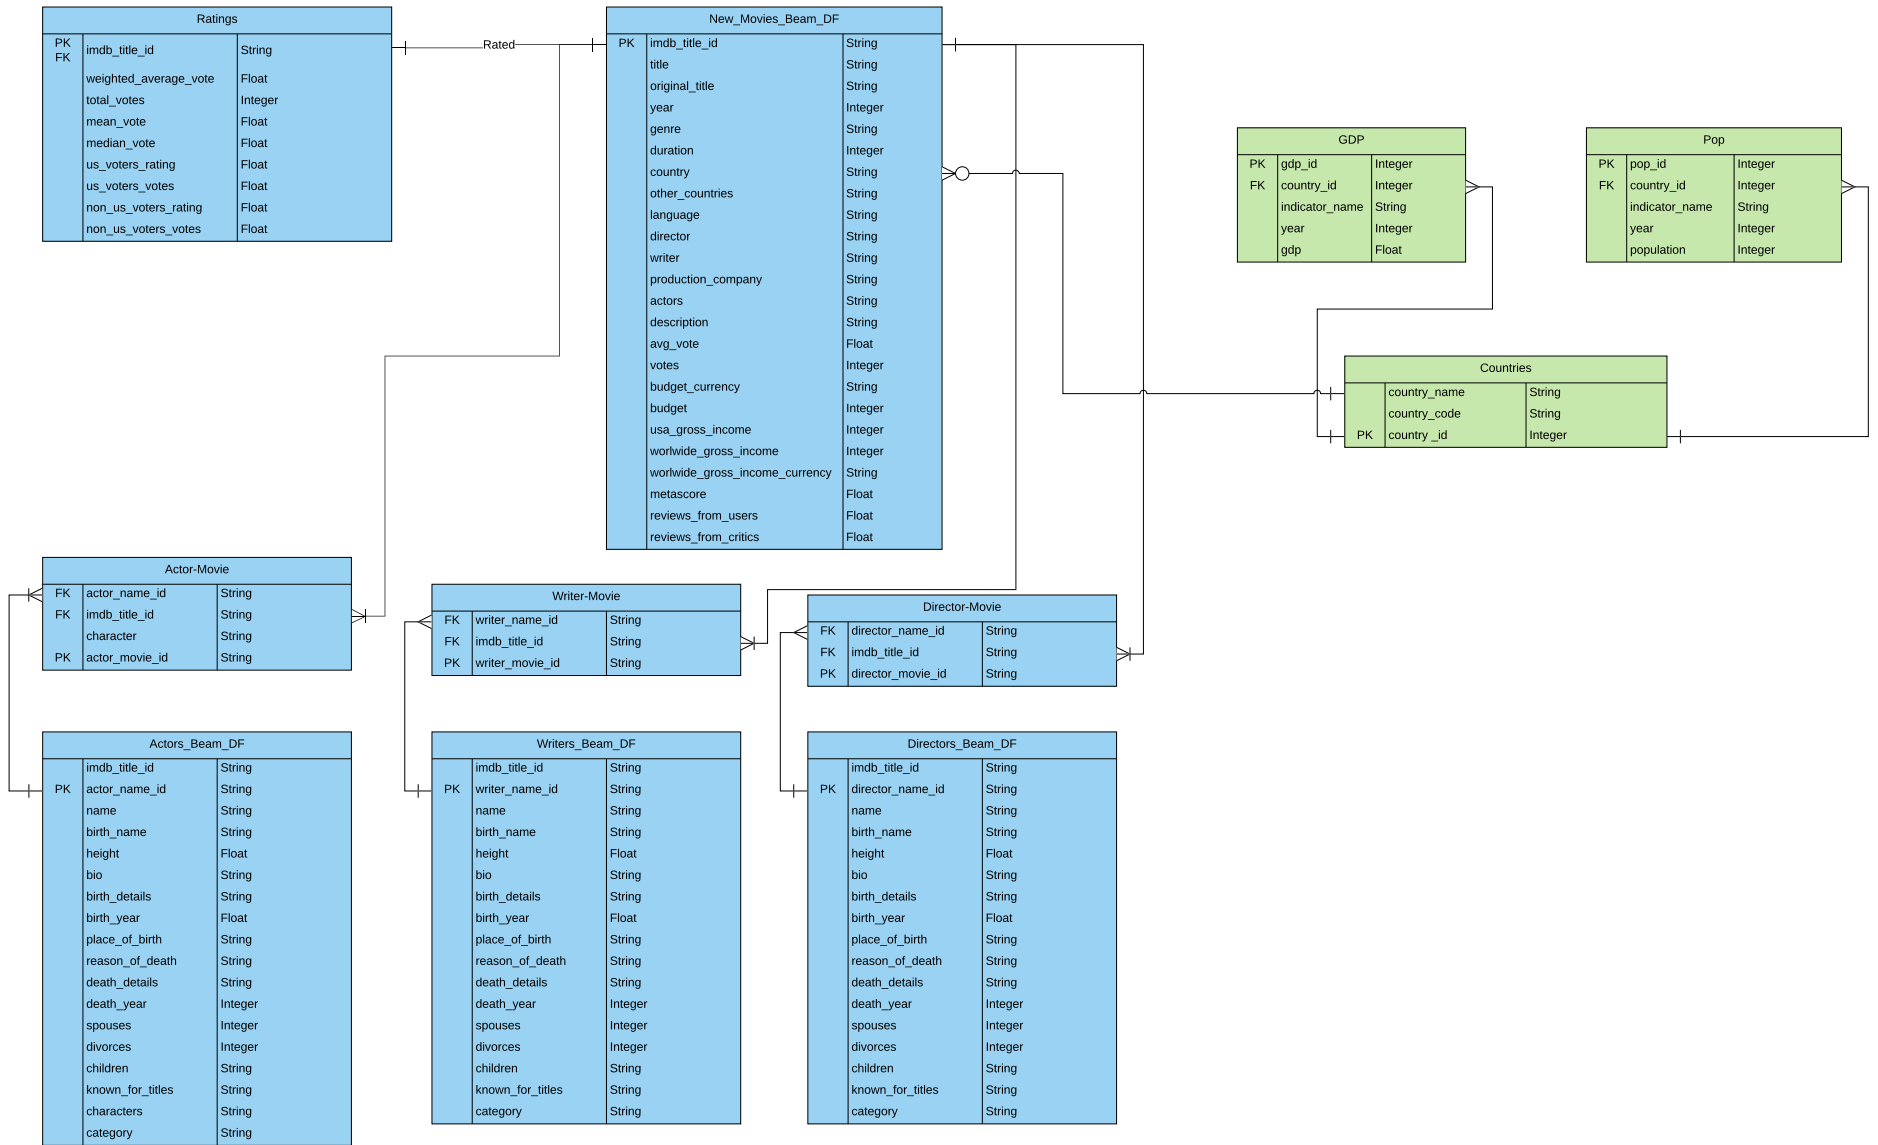 Ratings
PK FK imdb_title_id String
weighted_average_vote Float
total_votes Integer
mean_vote Float
median_vote Float
us_voters_rating Float
us_voters_votes Float
non_us_voters_rating Float
non_us_voters_votes Float
Rated
New_Movies_Beam_DF
PK imdb_title_id String
title String
original_title String
year Integer
genre String
duration Integer
country String
other_countries String
language String
director String
writer String
production_company String
actors String
description String
avg_vote Float
votes Integer
budget_currency String
budget Integer
usa_gross_income Integer
worlwide_gross_income Integer
worlwide_gross_income_currency String
metascore Float
reviews_from_users Float
reviews_from_critics Float
GDP
PK gdp_id Integer
FK country_id Integer
indicator_name String
year Integer
gdp Float
Pop
PK pop_id Integer
FK country_id Integer
indicator_name String
year Integer
population Integer
Countries
country_name String
country_code String
PK country _id Integer
Actor-Movie
FK actor_name_id String
FK imdb_title_id String
character String
PK actor_movie_id String
Writer-Movie
FK writer_name_id String
FK imdb_title_id String
PK writer_movie_id String
Director-Movie
FK director_name_id String
FK imdb_title_id String
PK director_movie_id String
Actors_Beam_DF
imdb_title_id String
PK actor_name_id String
name String
birth_name String
height Float
bio String
birth_details String
birth_year Float
place_of_birth String
reason_of_death String
death_details String
death_year Integer
spouses Integer
divorces Integer
children String
known_for_titles String
characters String
category String
Writers_Beam_DF
imdb_title_id String
PK writer_name_id String
name String
birth_name String
height Float
bio String
birth_details String
birth_year Float
place_of_birth String
reason_of_death String
death_details String
death_year Integer
spouses Integer
divorces Integer
children String
known_for_titles String
category String
Directors_Beam_DF
imdb_title_id String
PK director_name_id String
name String
birth_name String
height Float
bio String
birth_details String
birth_year Float
place_of_birth String
reason_of_death String
death_details String
death_year Integer
spouses Integer
divorces Integer
children String
known_for_titles String
category String